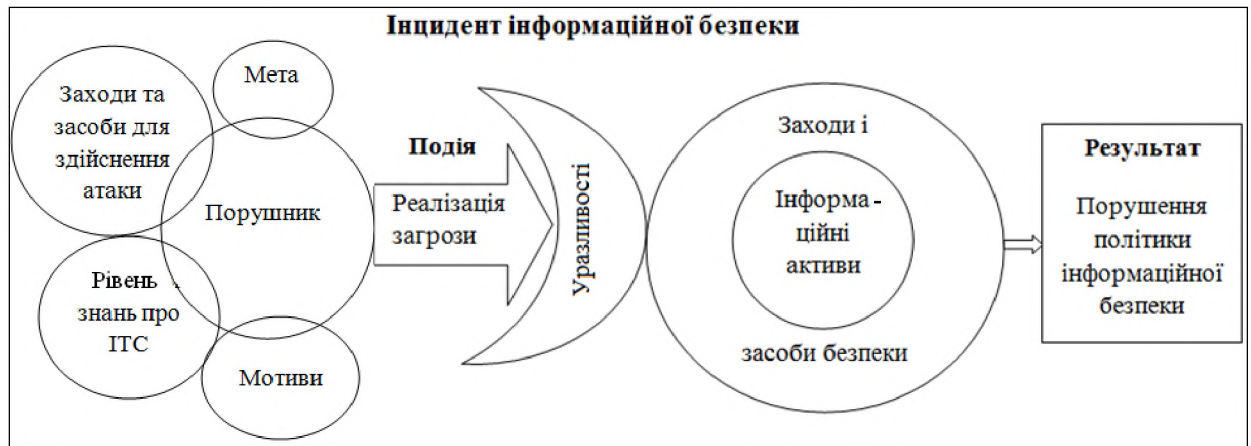 Інцидент інформаційної безпеки
Мета
Заходи та
засоби для
здійснення
атаки
Порушник
Рівень
знань про
ІТС
Мотиви
Подія
Реалізація
загрози
Уразливості
Заходи і
Інформа -
ційні
активи
засоби безпеки
Результат
Порушення
політики
інформаційної
безпеки